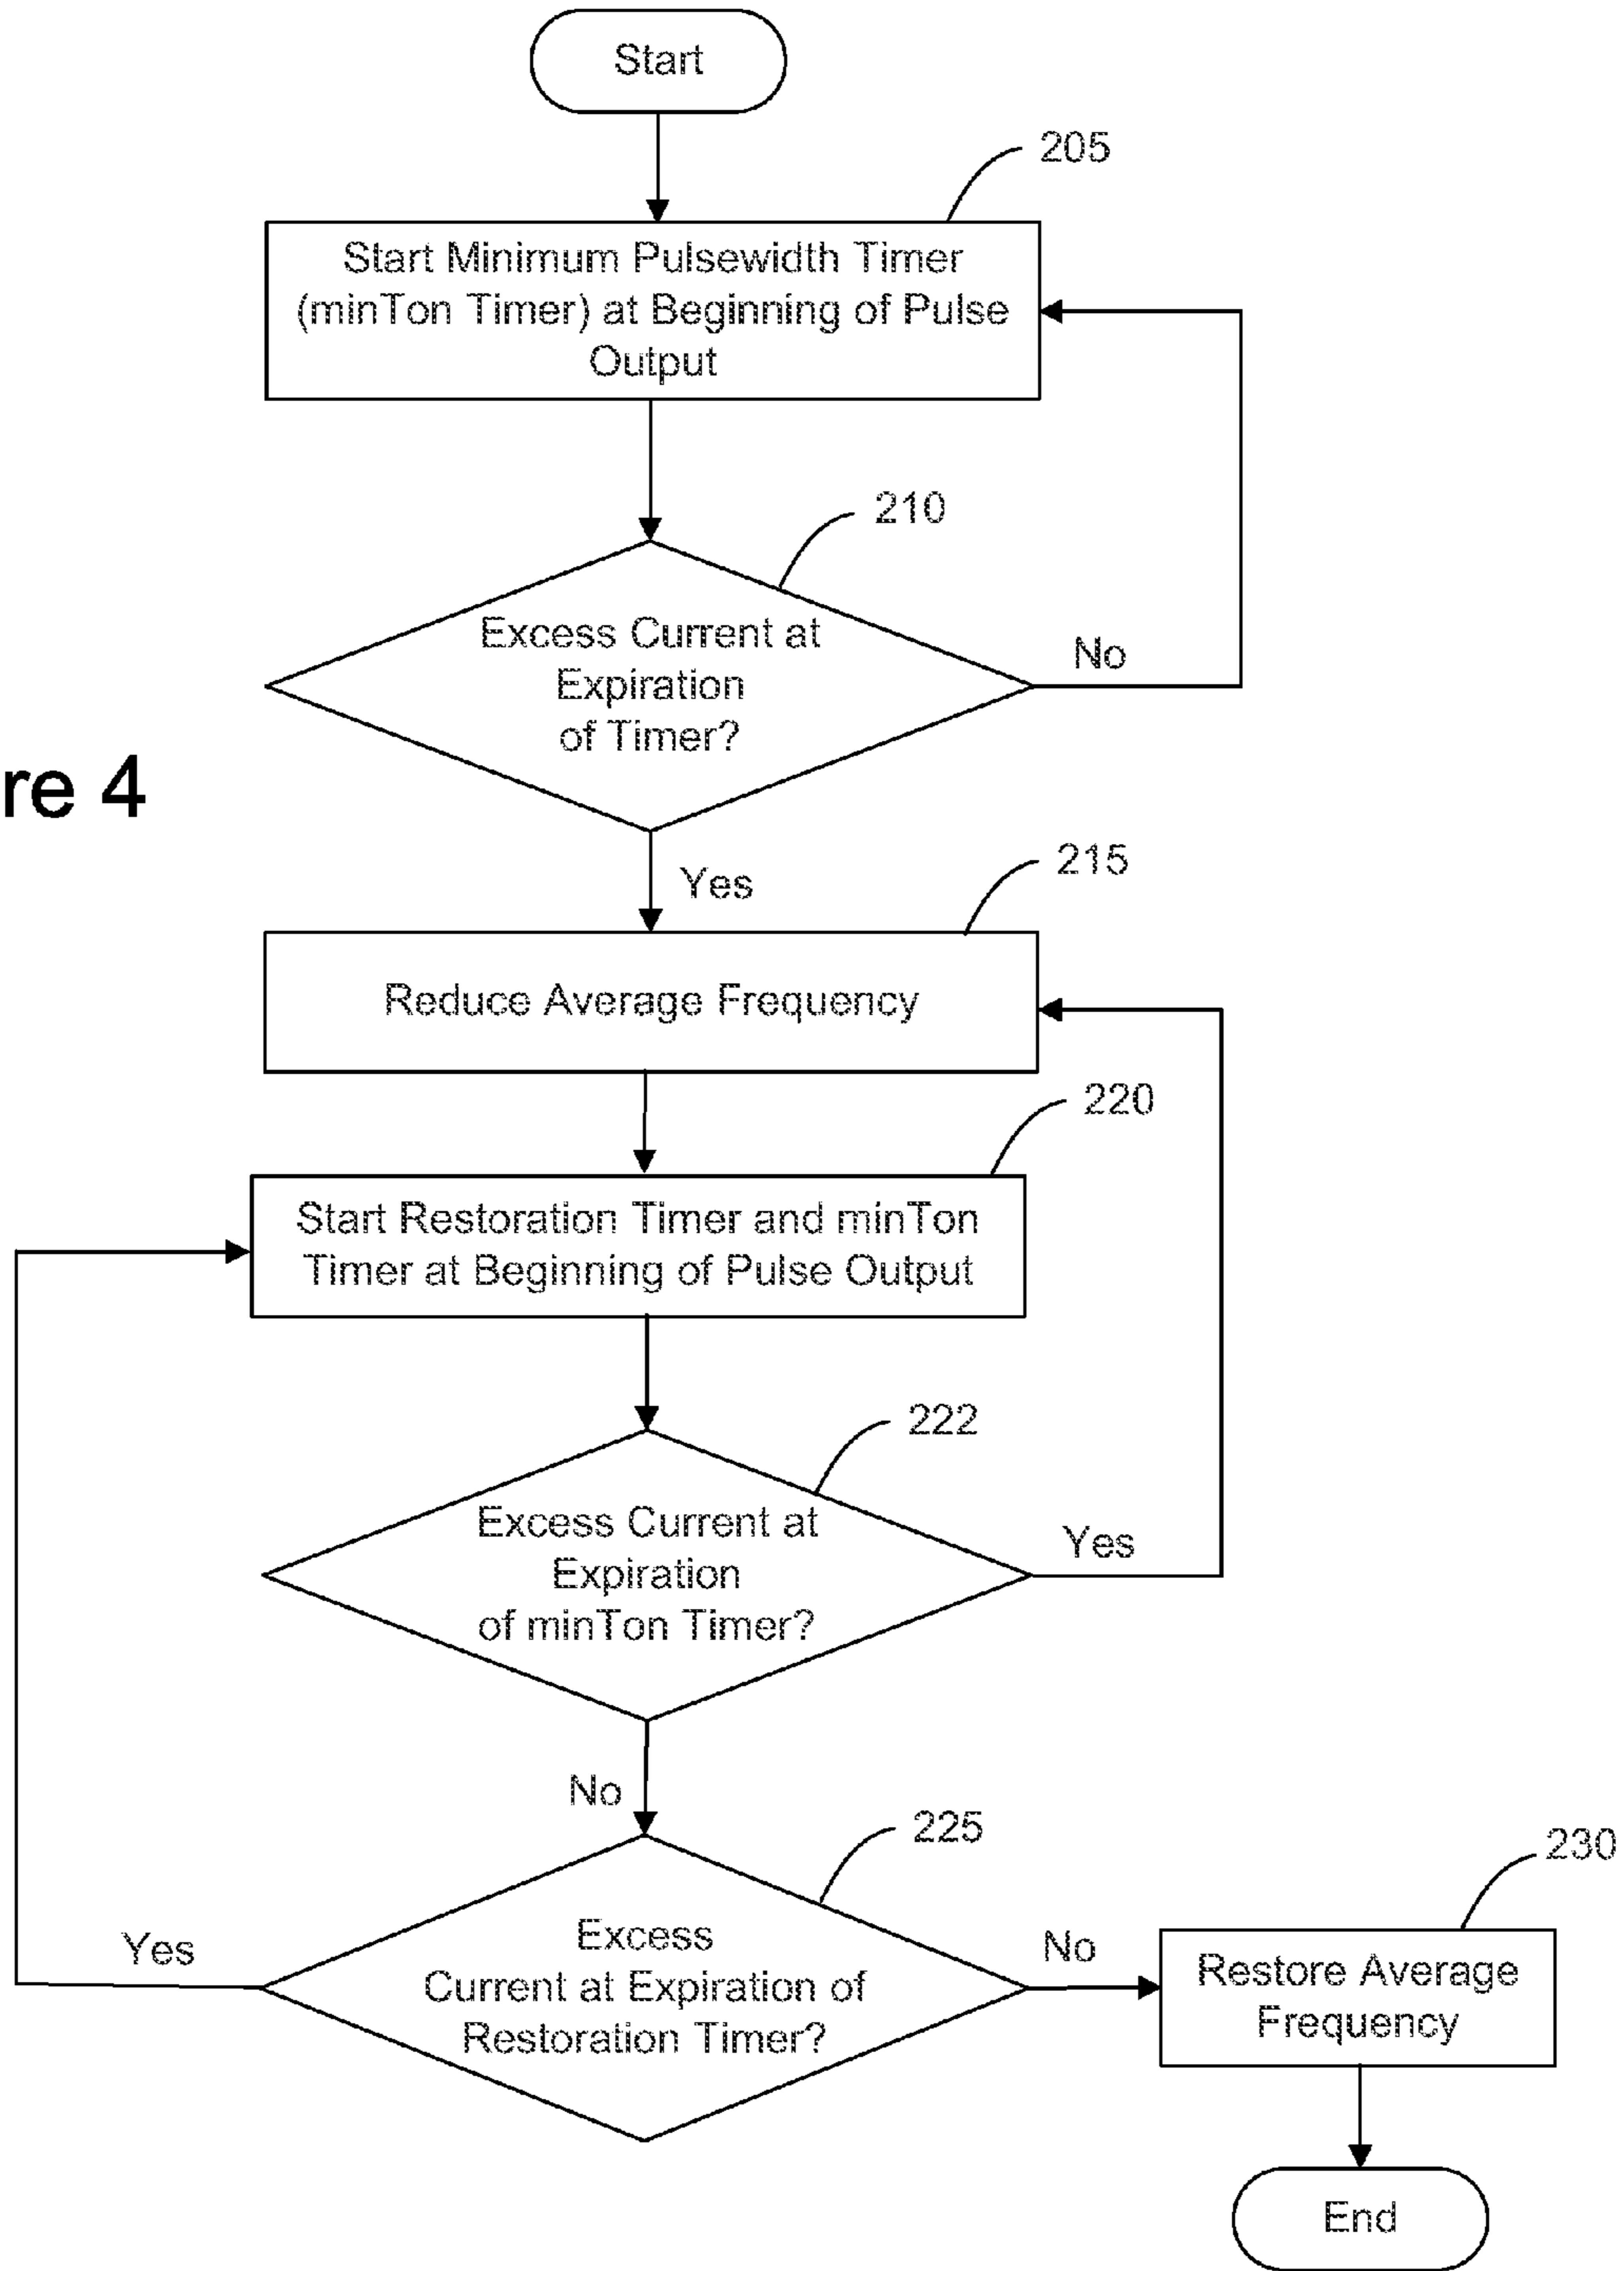 Start
205
Start Minimum Pulsewidth Timer
(minTon Timer) at Beginning of Pulse
Output
210
Excess Current at
Expiration
of Timer?
No
re 4
Yes
215
Reduce Average Frequency
220
Start Restoration Timer and minTon
Timer at Beginning of Pulse Output
222
Excess Current at
Expiration
of minTon Timer?
Yes
No
225
230
Excess
Current at Expiration of
Restoration Timer?
Yes
No
Restore Average
Frequency
End